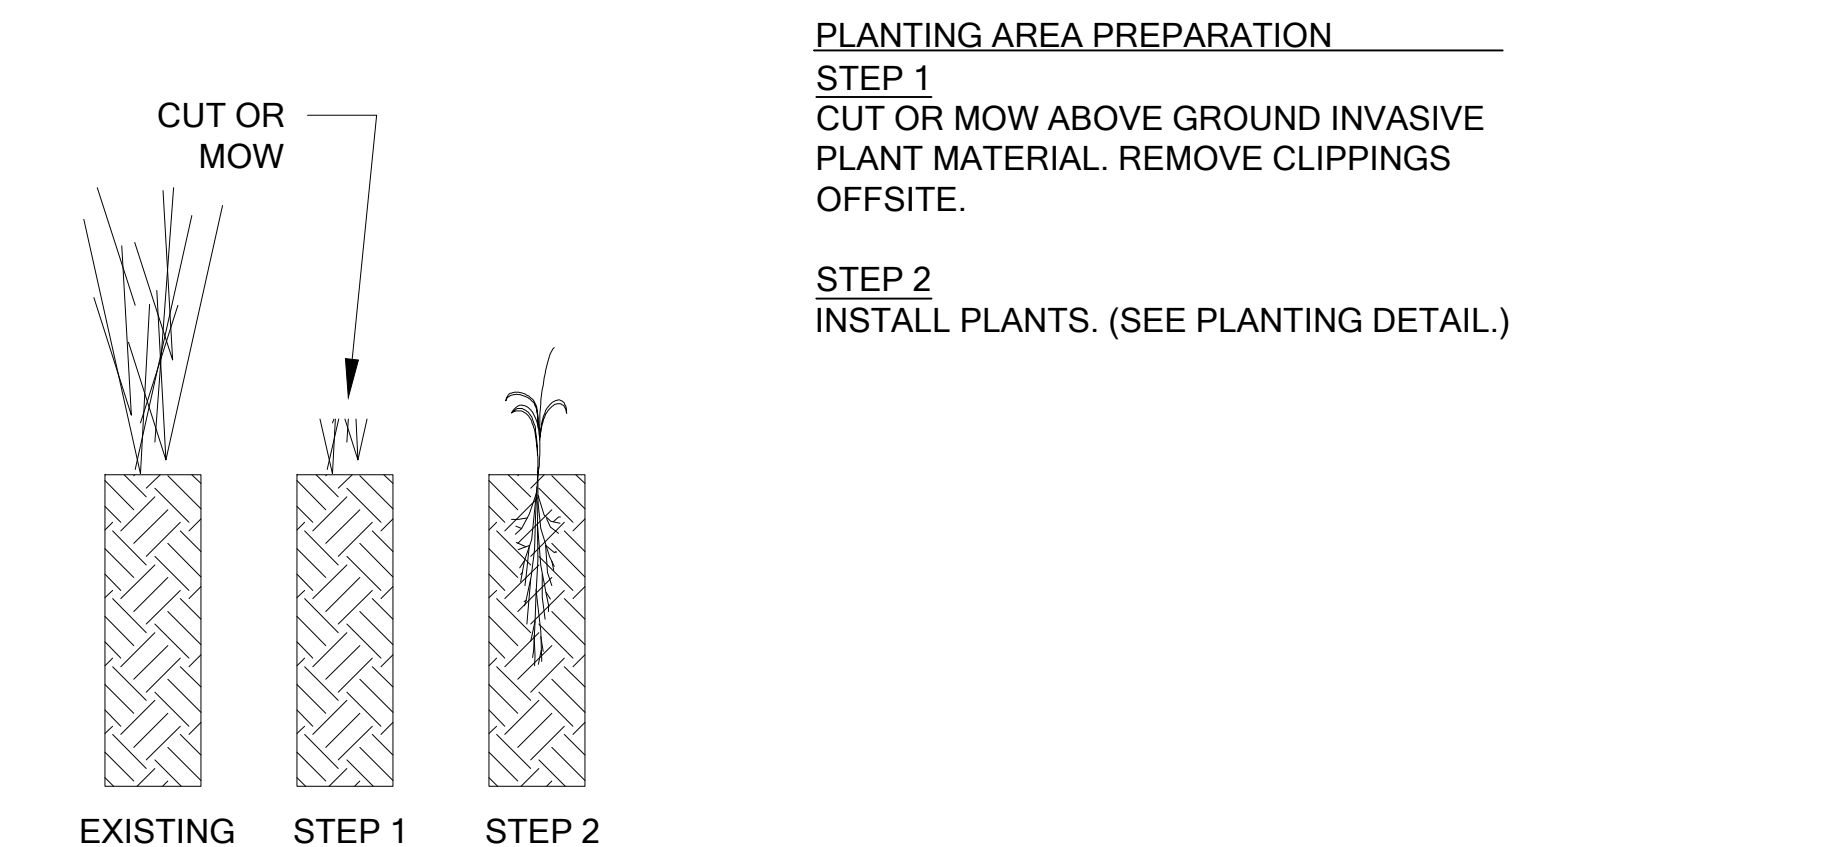 CUT OR
MOW
EXISTING
STEP 1
STEP 2
PLANTING AREA PREPARATION
STEP 1
CUT OR MOW ABOVE GROUND INVASIVE
PLANT MATERIAL. REMOVE CLIPPINGS
OFFSITE.
STEP 2
INSTALL PLANTS. (SEE PLANTING DETAIL.)